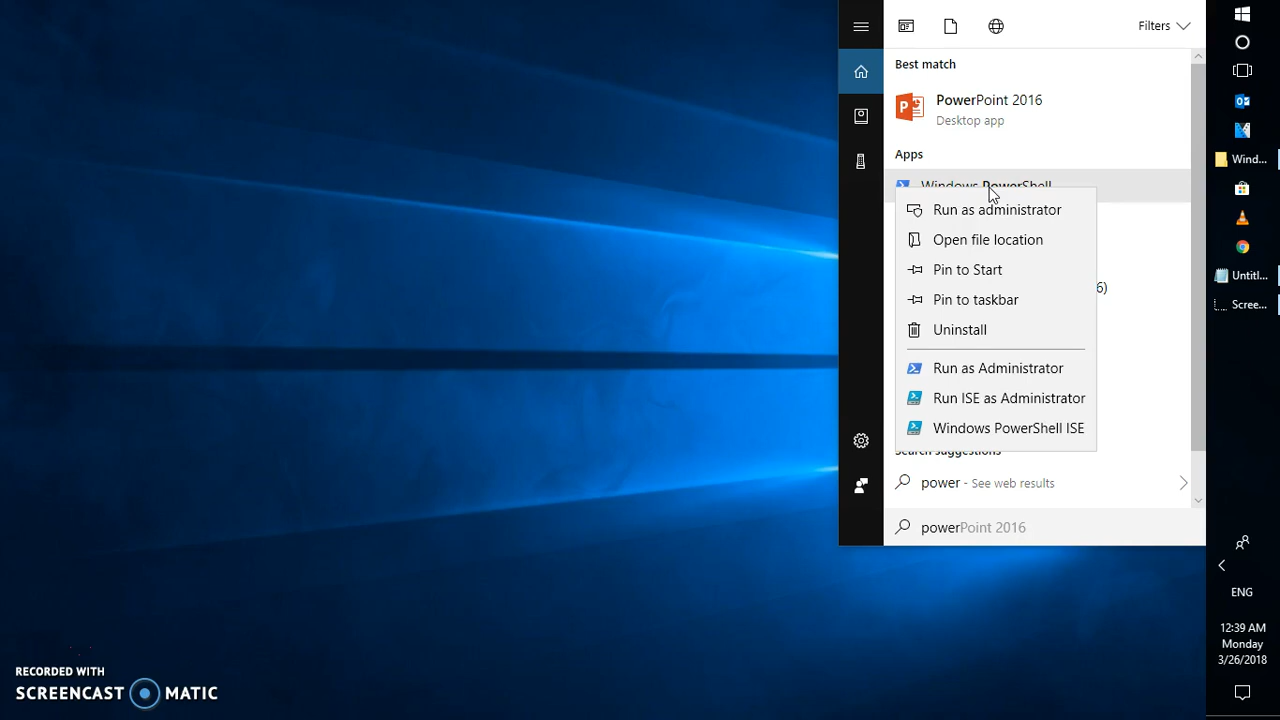 Filters
Best match
PowerPoint 2016
Desktop app
Apps
Windows PowerShell
Run as administrator
Open file location
Pin to Start
6)
Pin to taskbar
Uninstall
Run as Administrator
Run ISE as Administrator
Windows PowerShell ISE
Search suggestions
power - See web results
powerPoint 2016
Wind...
Untitl...
Scree...
ENG
12:39 AM
Monday
3/26/2018
RECORDED WITH
SCREENCAST MATIC